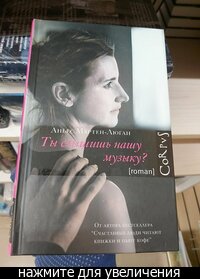 Аньес Мартен-Люган
Ты слышишь нашу
музыку?
[roman]
CORPUS
От автора бестселлера
"Счастливые люди читают
книжки и пьют кофе"
нажмите для увеличения